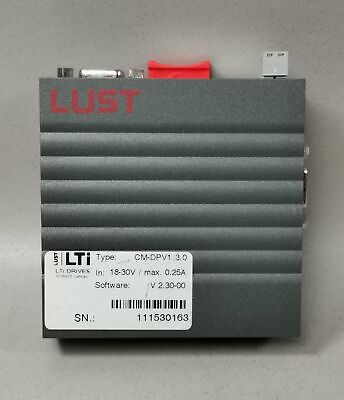 LUST
LUST LTi Type: CM-DPV1.3.0
LTi DRIVES In: 18-30V / max. 0.25A
Software: V 2.30-00
SN.: 111530163